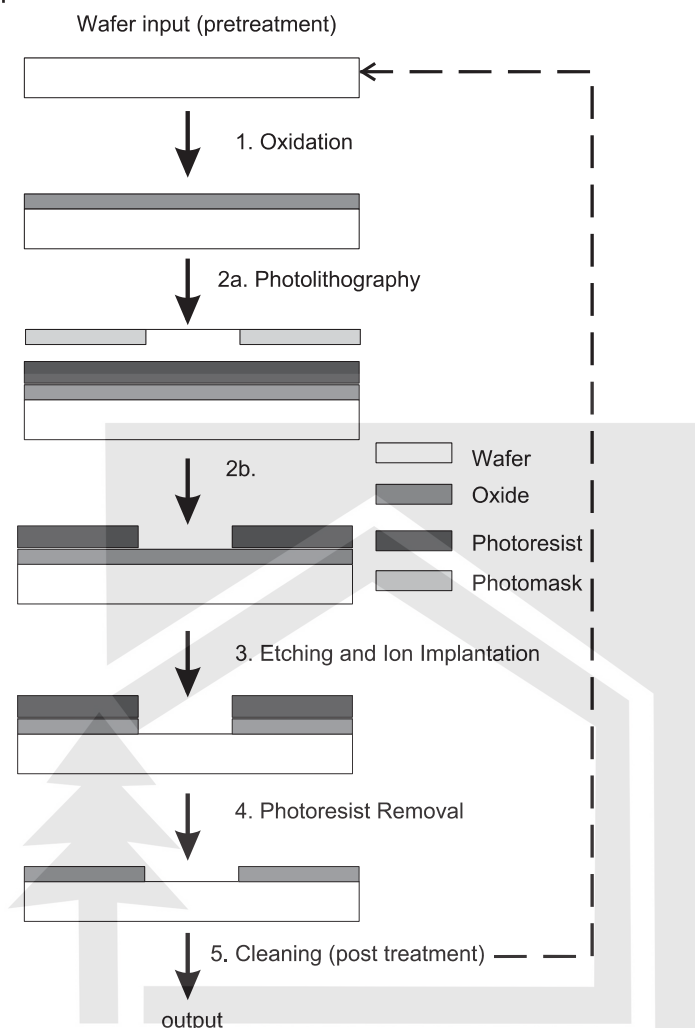 Wafer input (pretreatment)
1. Oxidation
2a. Photolithography
2b.
Wafer
Oxide
Photoresist
Photomask
3. Etching and Ion Implantation
4. Photoresist Removal
5. Cleaning (post treatment)
output